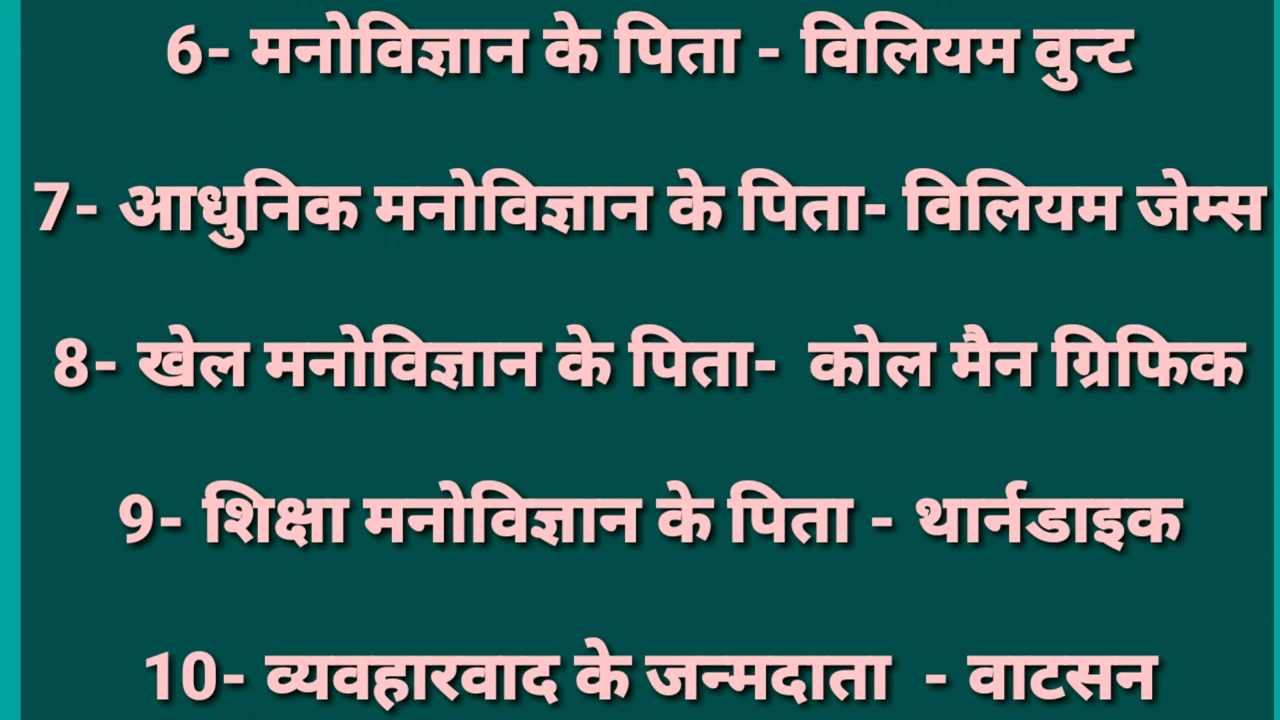 6- मनोविज्ञान के पिता - विलियम वुन्ट
7- आधुनिक मनोविज्ञान के पिता- विलियम जेम्स
8- खेल मनोविज्ञान के पिता- कोल मैन ग्रिफिक
9- शिक्षा मनोविज्ञान के पिता - थार्नडाइक
10- व्यवहारवाद के जन्मदाता - वाटसन